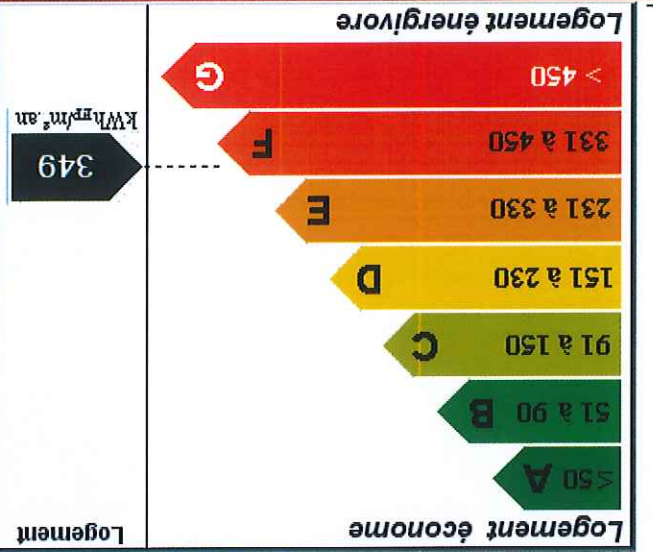 Logement économe
Logement
≤50 A
51 à 90 B
91 à 150 C
151 à 230 D
231 à 330 E
331 à 450 F
349
kWhEP/m².an
> 450 G
Logement énergivore